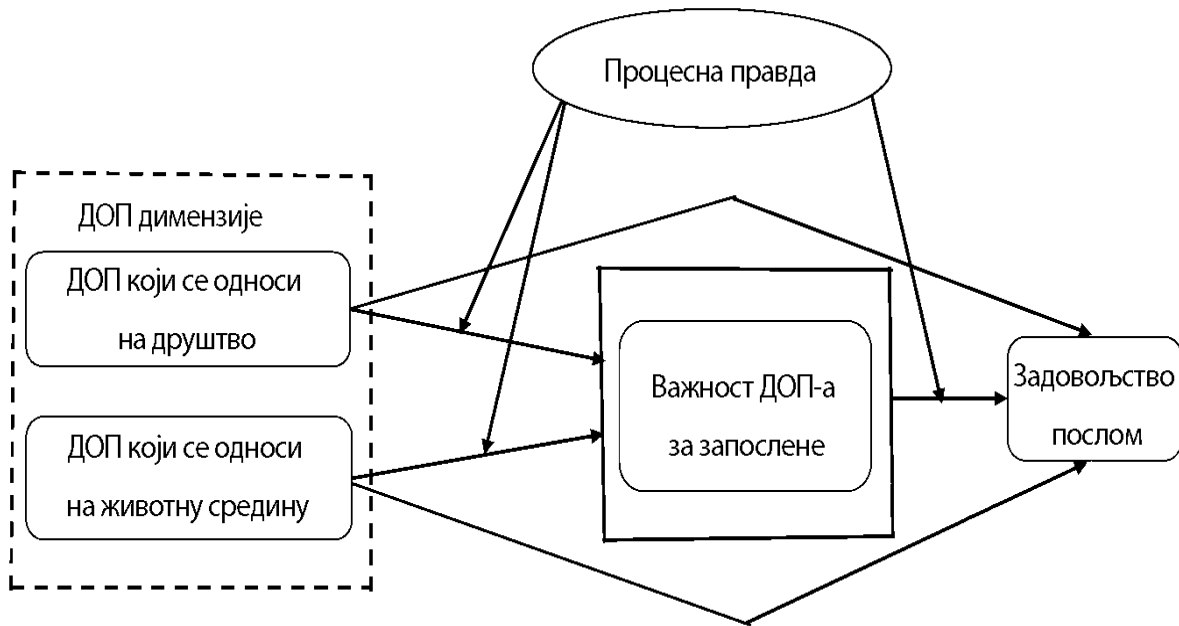 Процесна правда
ДОП димензије
ДОП који се односи
на друштво
ДОП који се односи
на животну средину
Важност ДОП-а
за запослене
Задовољство
послом